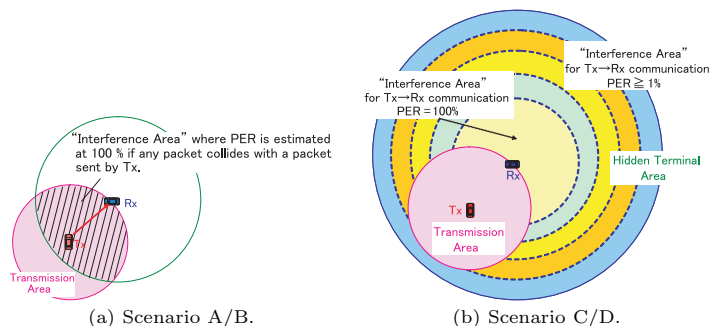 (a)
"Interference Area" where PER is estimated
at 100 % if any packet collides with a packet
sent by Tx.
Rx
Tx
Transmission
Area
(a) Scenario A/B.
(b)
"Interference Area"
for Tx→Rx communication
PER ≧ 1%
"Interference Area"
for Tx→Rx communication
PER = 100%
Hidden Terminal
Area
Rx
Tx
Transmission
Area
(b) Scenario C/D.